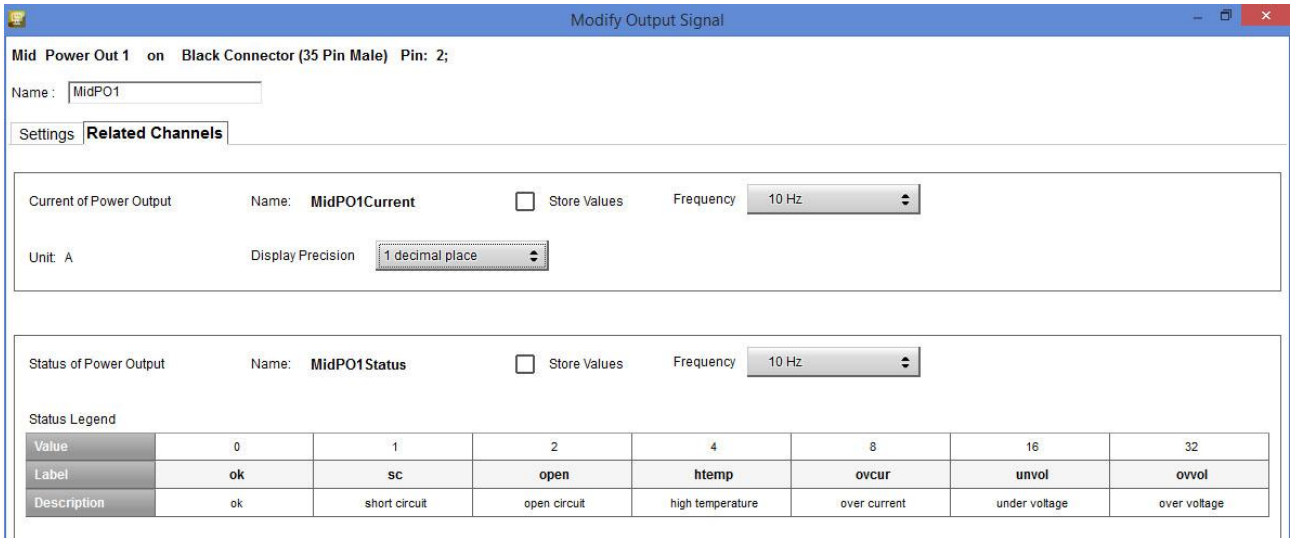 Modify Output Signal
Mid Power Out 1 on Black Connector (35 Pin Male) Pin: 2;
Name : MidPO1
Settings Related Channels
Current of Power Output Name: MidPO1Current Store Values Frequency 10 Hz
Unit: A Display Precision 1 decimal place
Status of Power Output Name: MidPO1Status Store Values Frequency 10 Hz
Status Legend
Value 0 1 2 4 8 16 32
Label ok sc open htemp ovcur unvol ovvol
Description ok short circuit open circuit high temperature over current under voltage over voltage